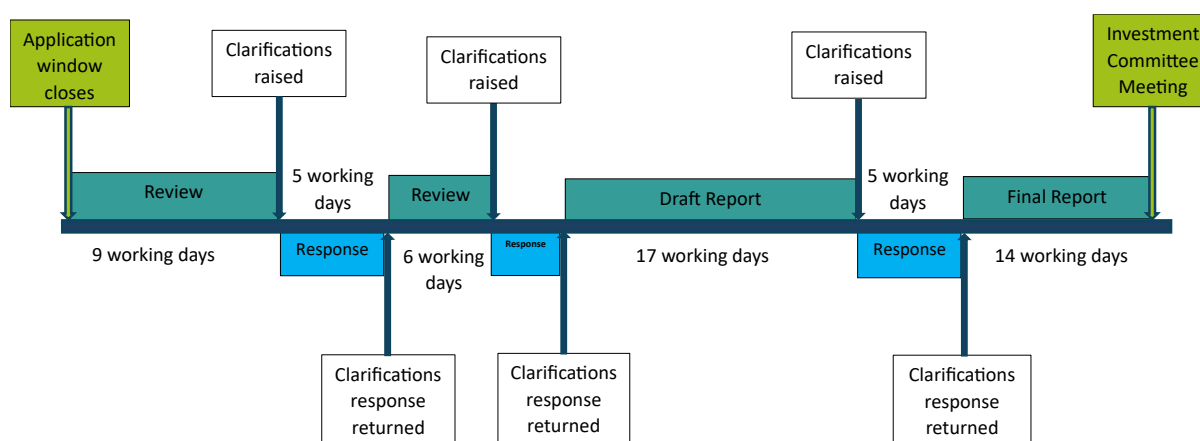 Application
window
closes
Clarifications
raised
Clarifications
raised
Clarifications
raised
Investment
Committee
Meeting
Review
5 working
days
Review
Draft Report
5 working
days
Final Report
9 working days
Response
6 working
days
Response
17 working days
Response
14 working days
Clarifications
response
returned
Clarifications
response
returned
Clarifications
response
returned